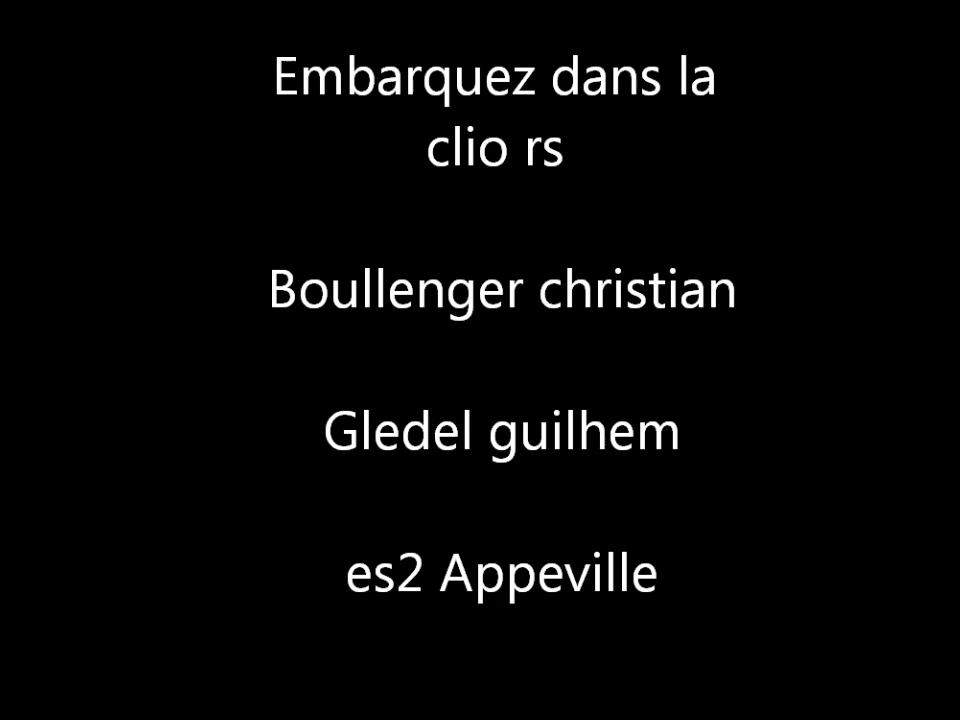 Embarquez dans la
clio rs
Boullenger christian
Gledel guilhem
es2 Appeville